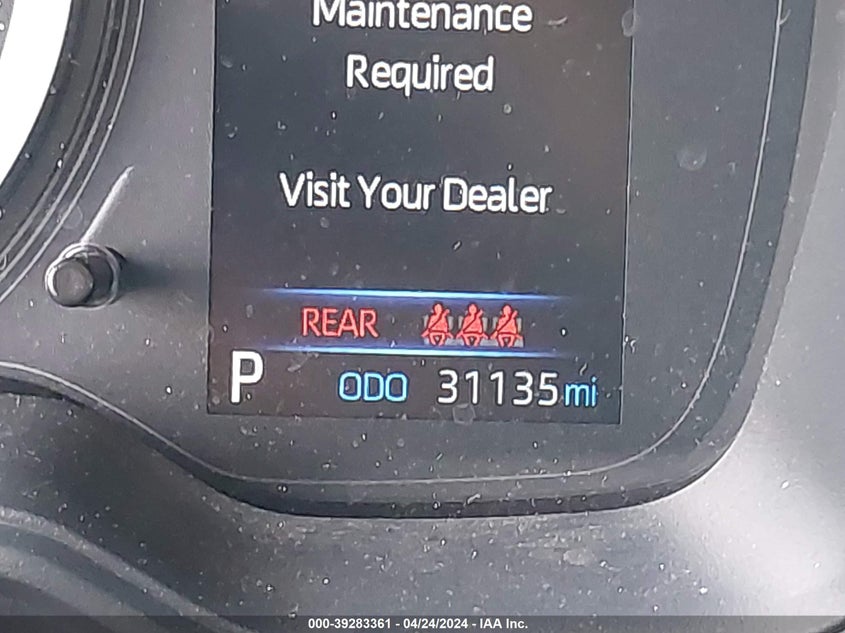 Maintenance
Required
Visit Your Dealer
REAR
P ODO 31135 mi
000-39283361 - 04/24/2024 - IAA Inc.